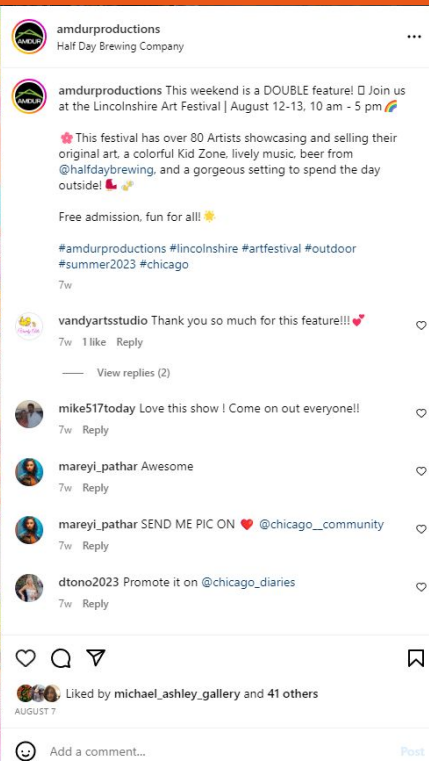 amdurproductions
Half Day Brewing Company
AMDUR
amdurproductions This weekend is a DOUBLE feature! Join us
at the Lincolnshire Art Festival | August 12-13, 10 am - 5 pm🌈
🌸This festival has over 80 Artists showcasing and selling their
original art, a colorful Kid Zone, lively music, beer from
@halfdaybrewing, and a gorgeous setting to spend the day
outside!
Free admission, fun for all!🌟
#amdurproductions #lincolnshire #artfestival #outdoor
#summer2023 #chicago
7w
vandyartsstudio Thank you so much for this feature!!!💕
7w 1 like Reply
View replies (2)
mike517today Love this show ! Come on out everyone!!
7w Reply
mareyi_pathar Awesome
7w Reply
mareyi_pathar SEND ME PIC ON ❤️ @chicago__community
7w Reply
dtono2023 Promote it on @chicago_diaries
7w Reply
Liked by michael_ashley_gallery and 41 others
AUGUST 7
Add a comment...
Post